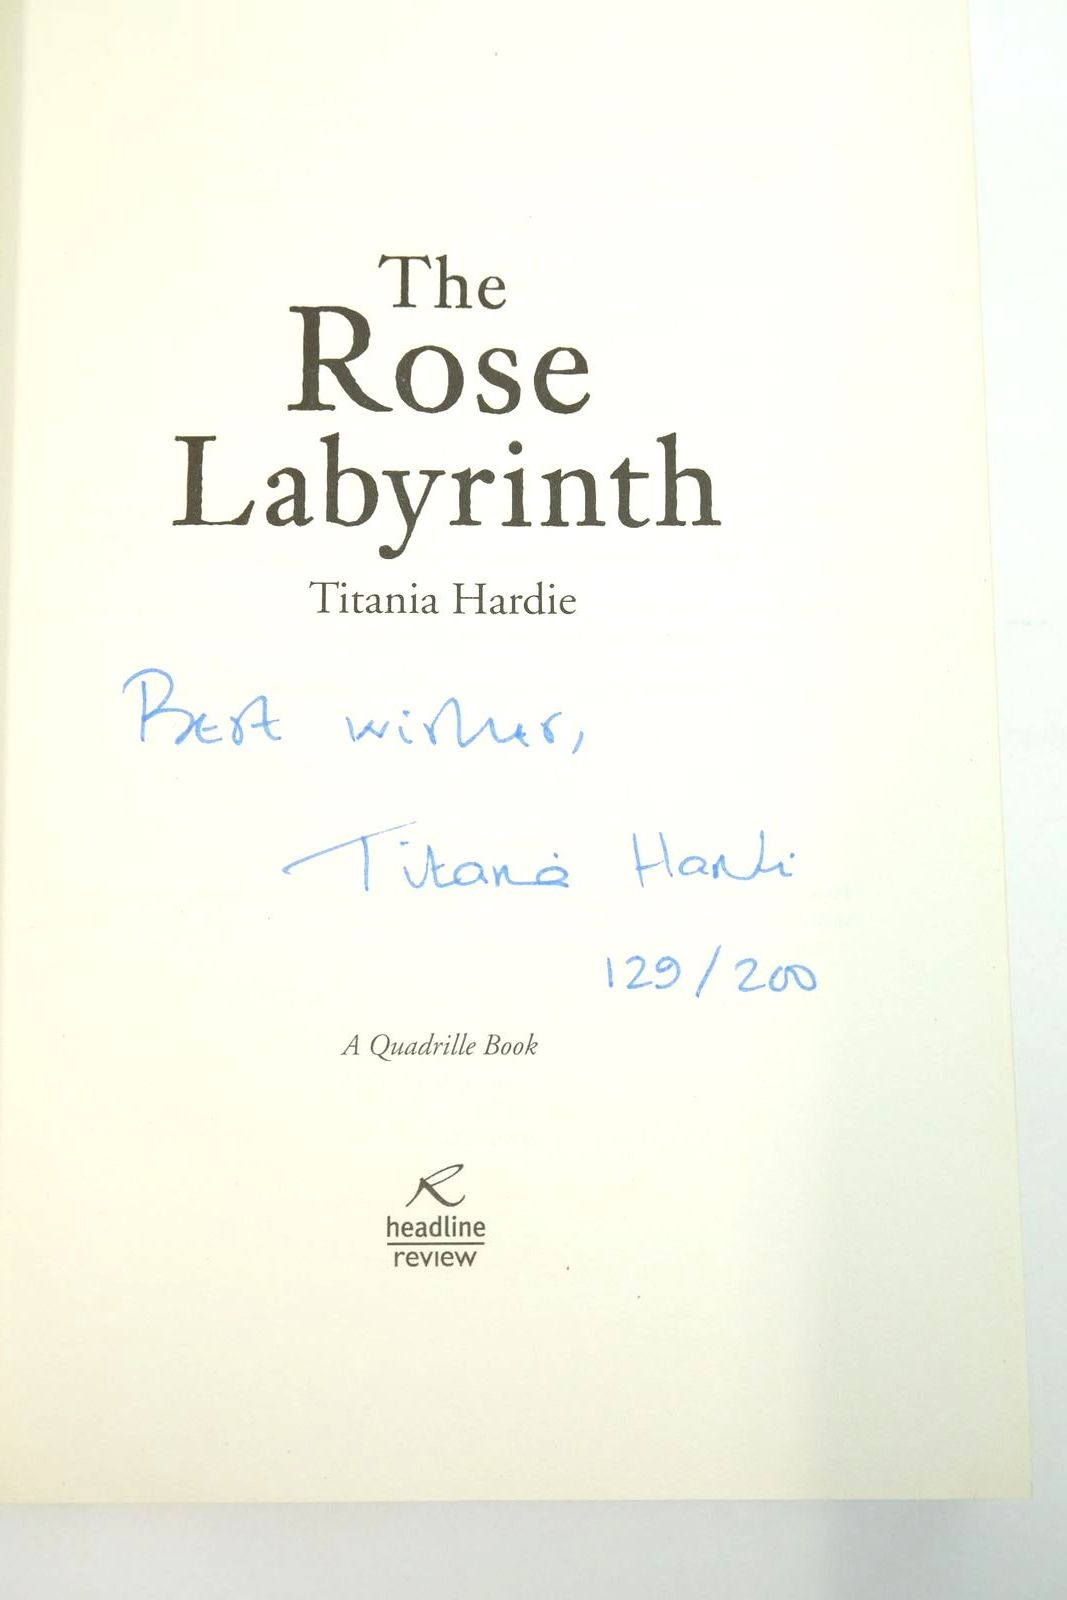 The
Rose
Labyrinth
Titania Hardie
Best wishes,
Titania Hardie
129/200
A Quadrille Book
R
headline
review